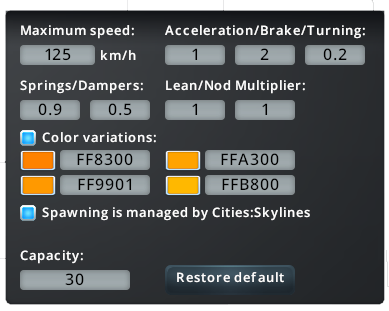 Maximum speed: Acceleration/Brake/Turning:
125 km/h 1 2 0.2
Springs/Dampers: Lean/Nod Multiplier:
0.9 0.5 1 1
Color variations:
FF8300 FFA300
FF9901 FFB800
Spawning is managed by Cities:Skylines
Capacity:
30 Restore default